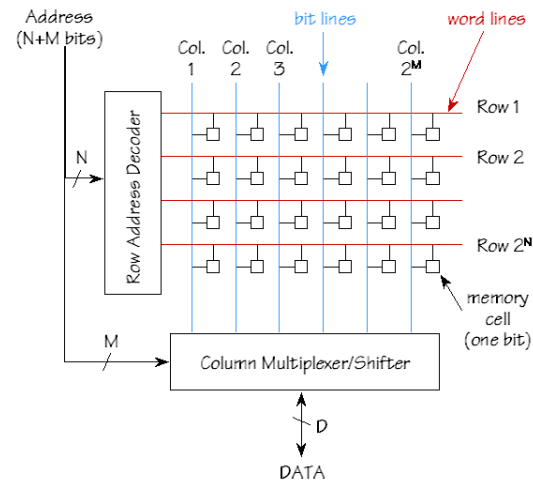 Address
(N+M bits)
bit lines
word lines
Col.
1
Col.
2
Col.
3
Col.
2ᴹ
Row 1
Row 2
Row 2ᴺ
N
Row Address Decoder
memory
cell
(one bit)
M
Column Multiplexer/Shifter
D
DATA